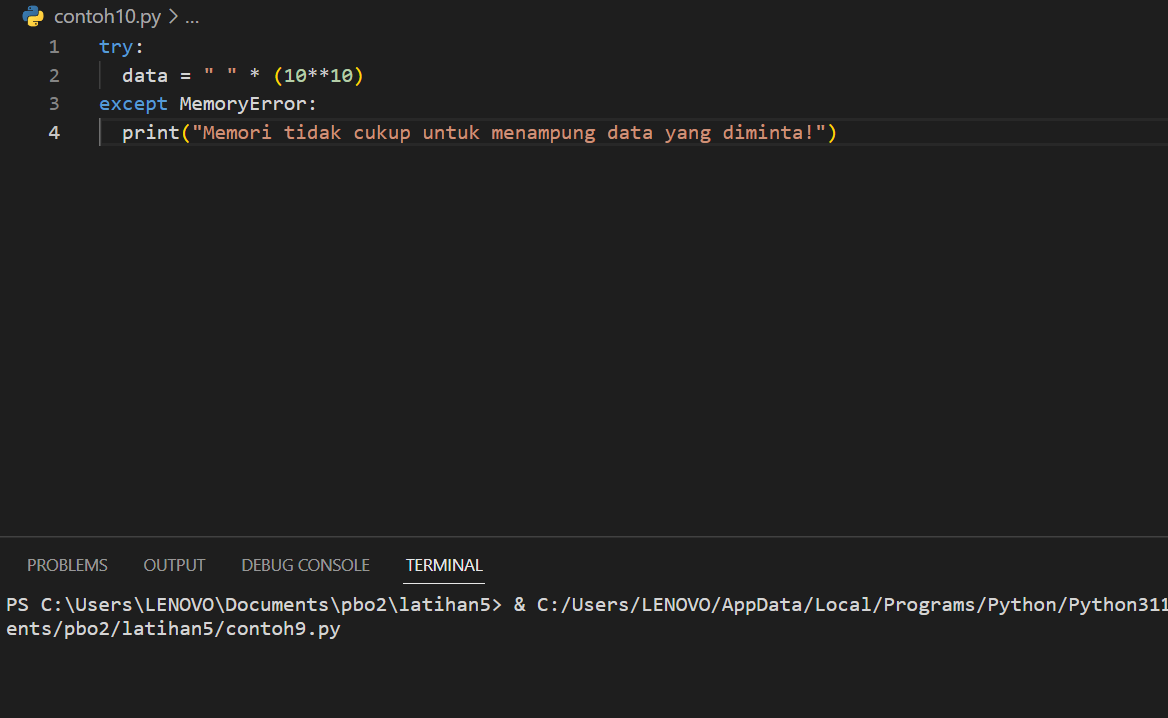 contoh10.py > ...
1 try:
2 data = " " * (10**10)
3 except MemoryError:
4 print("Memori tidak cukup untuk menampung data yang diminta!")
PROBLEMS OUTPUT DEBUG CONSOLE TERMINAL
PS C:\Users\LENOVO\Documents\pbo2\latihan5> & C:/Users/LENOVO/AppData/Local/Programs/Python/Python311
ents/pbo2/latihan5/contoh9.py